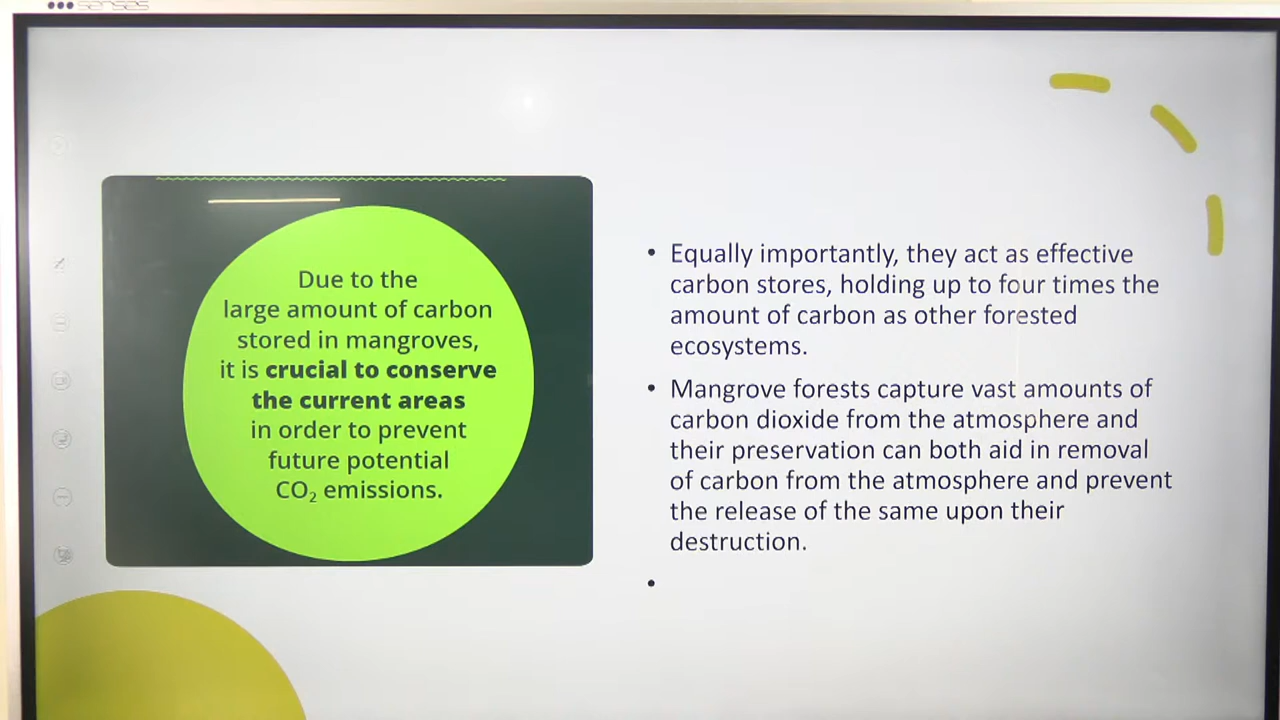 Due to the
large amount of carbon
stored in mangroves,
it is crucial to conserve
the current areas
in order to prevent
future potential
CO₂ emissions.
• Equally importantly, they act as effective
carbon stores, holding up to four times the
amount of carbon as other forested
ecosystems.
• Mangrove forests capture vast amounts of
carbon dioxide from the atmosphere and
their preservation can both aid in removal
of carbon from the atmosphere and prevent
the release of the same upon their
destruction.
•